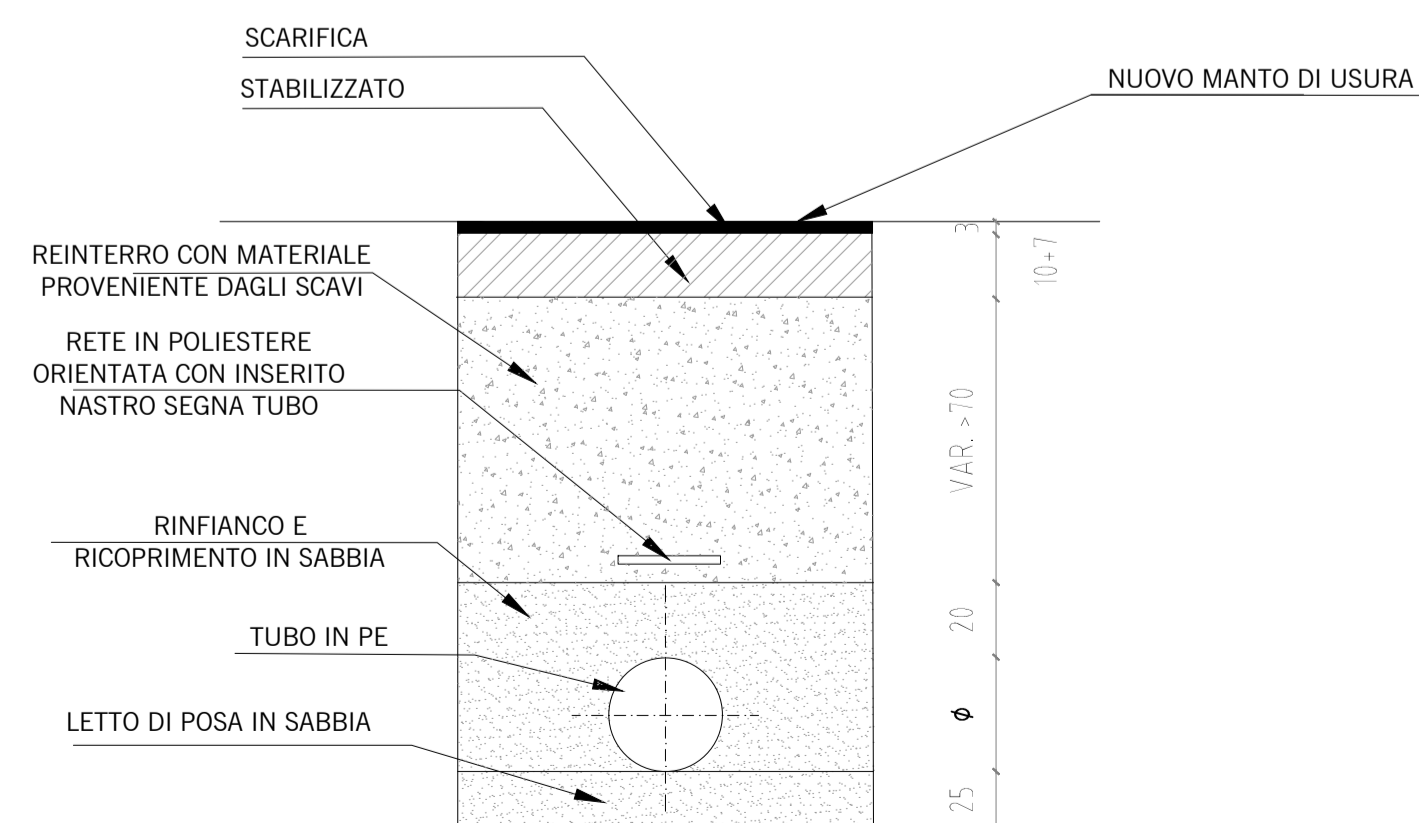 SCARIFICA
STABILIZZATO
NUOVO MANTO DI USURA
REINTERRO CON MATERIALE
PROVENIENTE DAGLI SCAVI
RETE IN POLIESTERE
ORIENTATA CON INSERITO
NASTRO SEGNA TUBO
RINFIANCO E
RICOPRIMENTO IN SABBIA
TUBO IN PE
LETTO DI POSA IN SABBIA
3
10+7
VAR. >70
20
ϕ
25